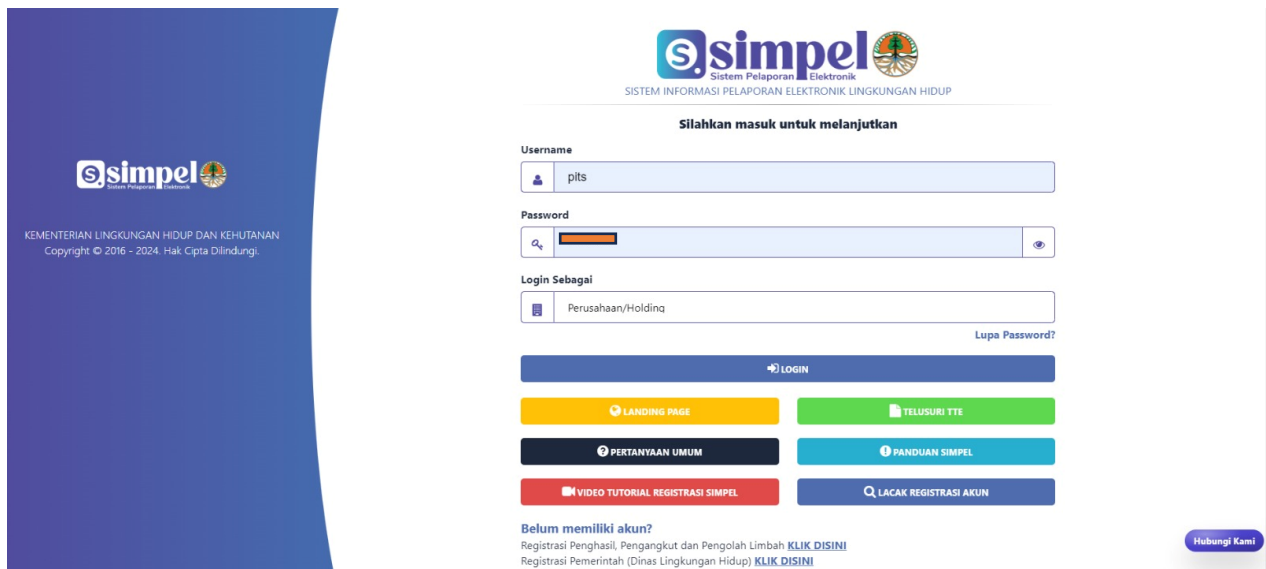 simpel
Sistem Pelaporan Elektronik
KEMENTERIAN LINGKUNGAN HIDUP DAN KEHUTANAN
Copyright © 2016 - 2024. Hak Cipta Dilindungi.
simpel
Sistem Pelaporan Elektronik
SISTEM INFORMASI PELAPORAN ELEKTRONIK LINGKUNGAN HIDUP
Silahkan masuk untuk melanjutkan
Username
pits
Password
Login Sebagai
Perusahaan/Holding
Lupa Password?
LOGIN
LANDING PAGE
TELUSURI TTE
PERTANYAAN UMUM
PANDUAN SIMPEL
VIDEO TUTORIAL REGISTRASI SIMPEL
LACAK REGISTRASI AKUN
Belum memiliki akun?
Registrasi Penghasil, Pengangkut dan Pengolah Limbah KLIK DISINI
Registrasi Pemerintah (Dinas Lingkungan Hidup) KLIK DISINI
Hubungi Kami